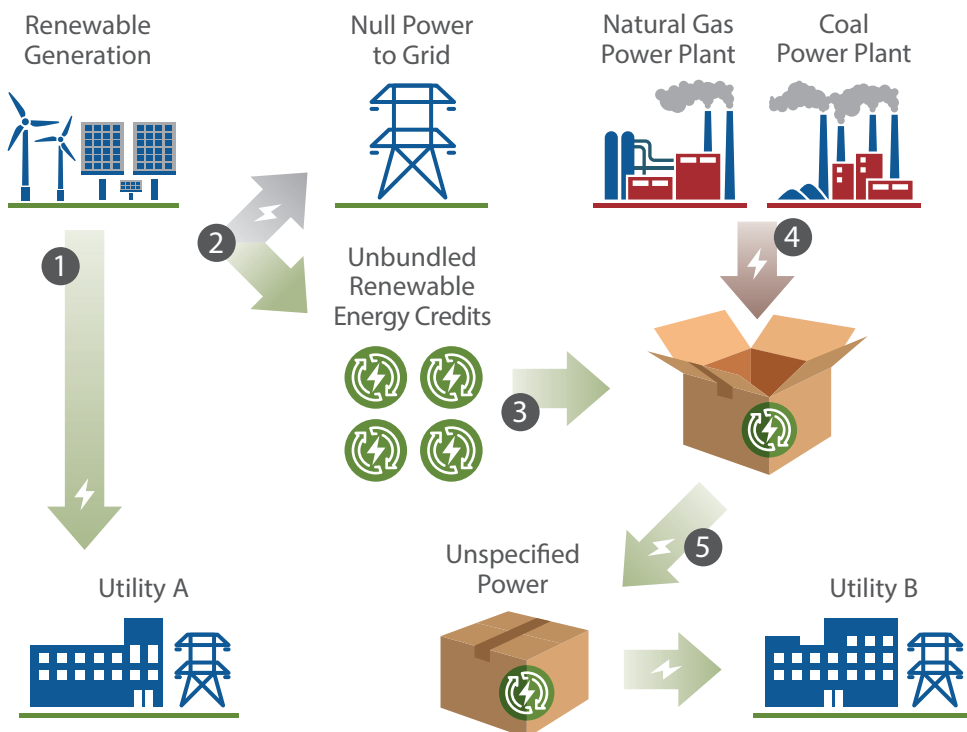 Renewable
Generation
Null Power
to Grid
Natural Gas
Power Plant
Coal
Power Plant
1
2
4
Unbundled
Renewable
Energy Credits
3
5
Unspecified
Power
Utility A
Utility B